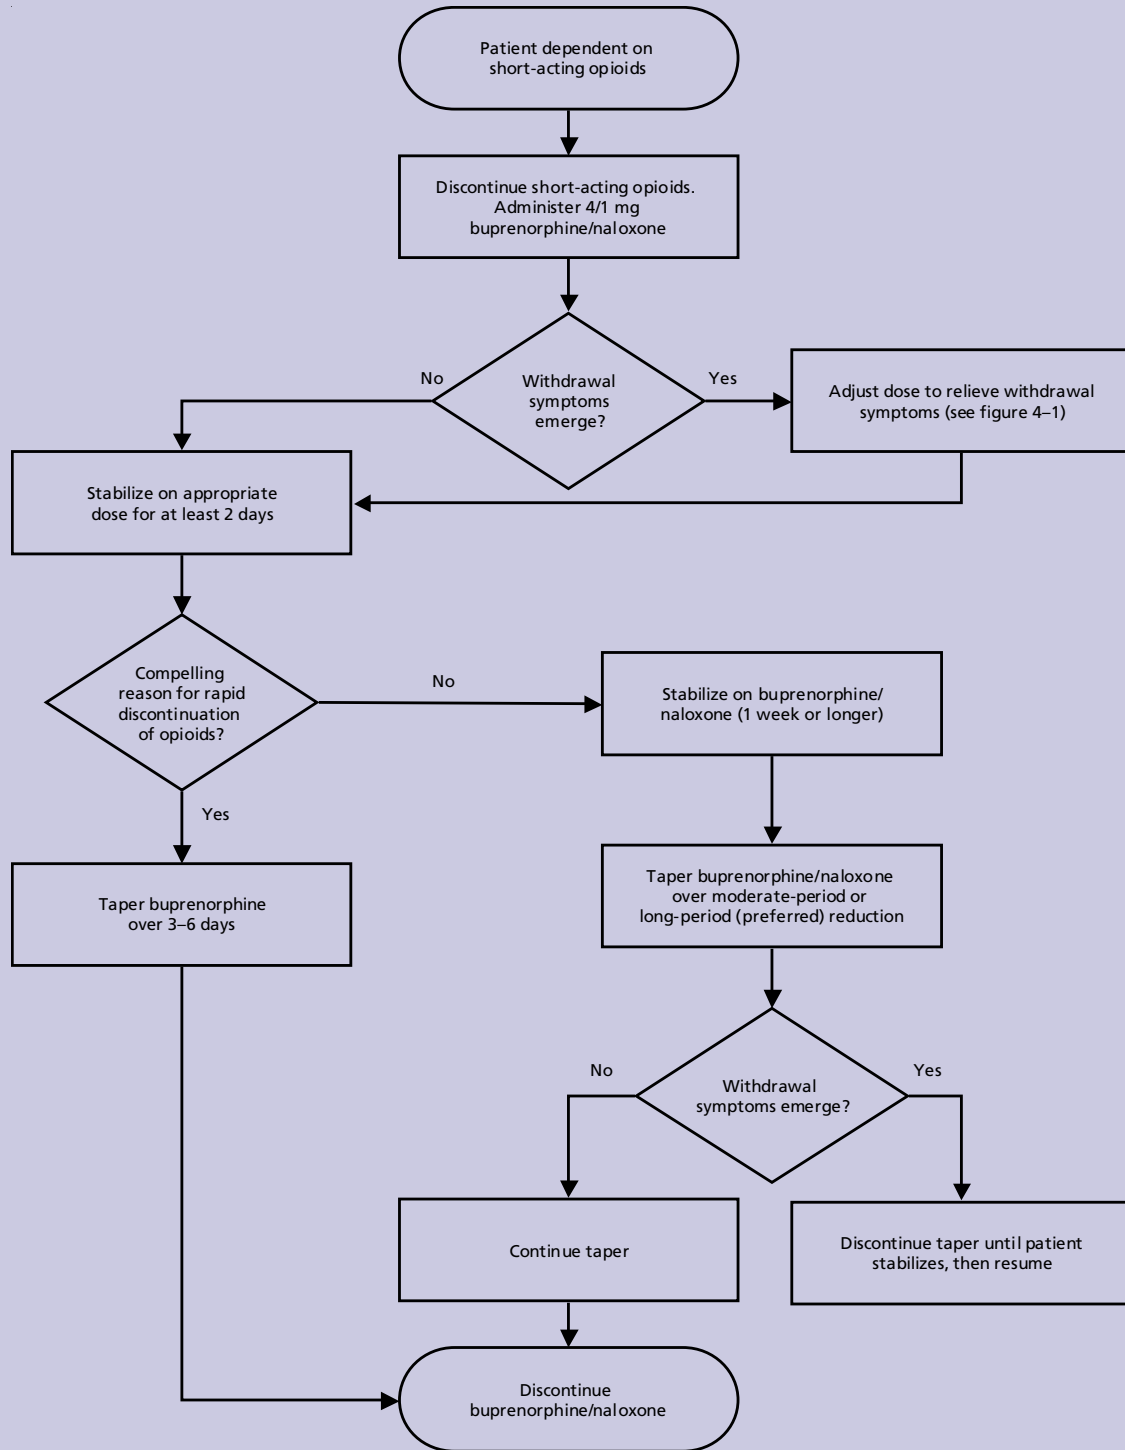 Patient dependent on
short-acting opioids
Discontinue short-acting opioids.
Administer 4/1 mg
buprenorphine/naloxone
No
Withdrawal
symptoms
emerge?
Yes
Adjust dose to relieve withdrawal
symptoms (see figure 4–1)
Stabilize on appropriate
dose for at least 2 days
Compelling
reason for rapid
discontinuation
of opioids?
No
Stabilize on buprenorphine/
naloxone (1 week or longer)
Yes
Taper buprenorphine
over 3–6 days
Taper buprenorphine/naloxone
over moderate-period or
long-period (preferred) reduction
No
Withdrawal
symptoms emerge?
Yes
Continue taper
Discontinue taper until patient
stabilizes, then resume
Discontinue
buprenorphine/naloxone